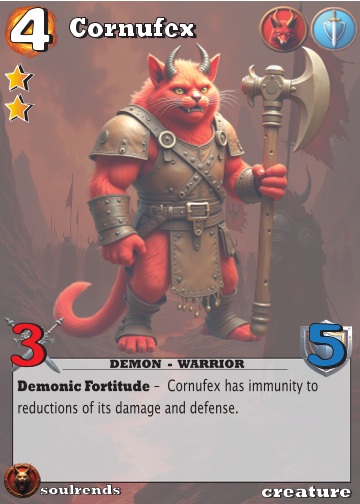 4 Cornufex
3
5
DEMON - WARRIOR
Demonic Fortitude - Cornufex has immunity to
reductions of its damage and defense.
soulrends creature